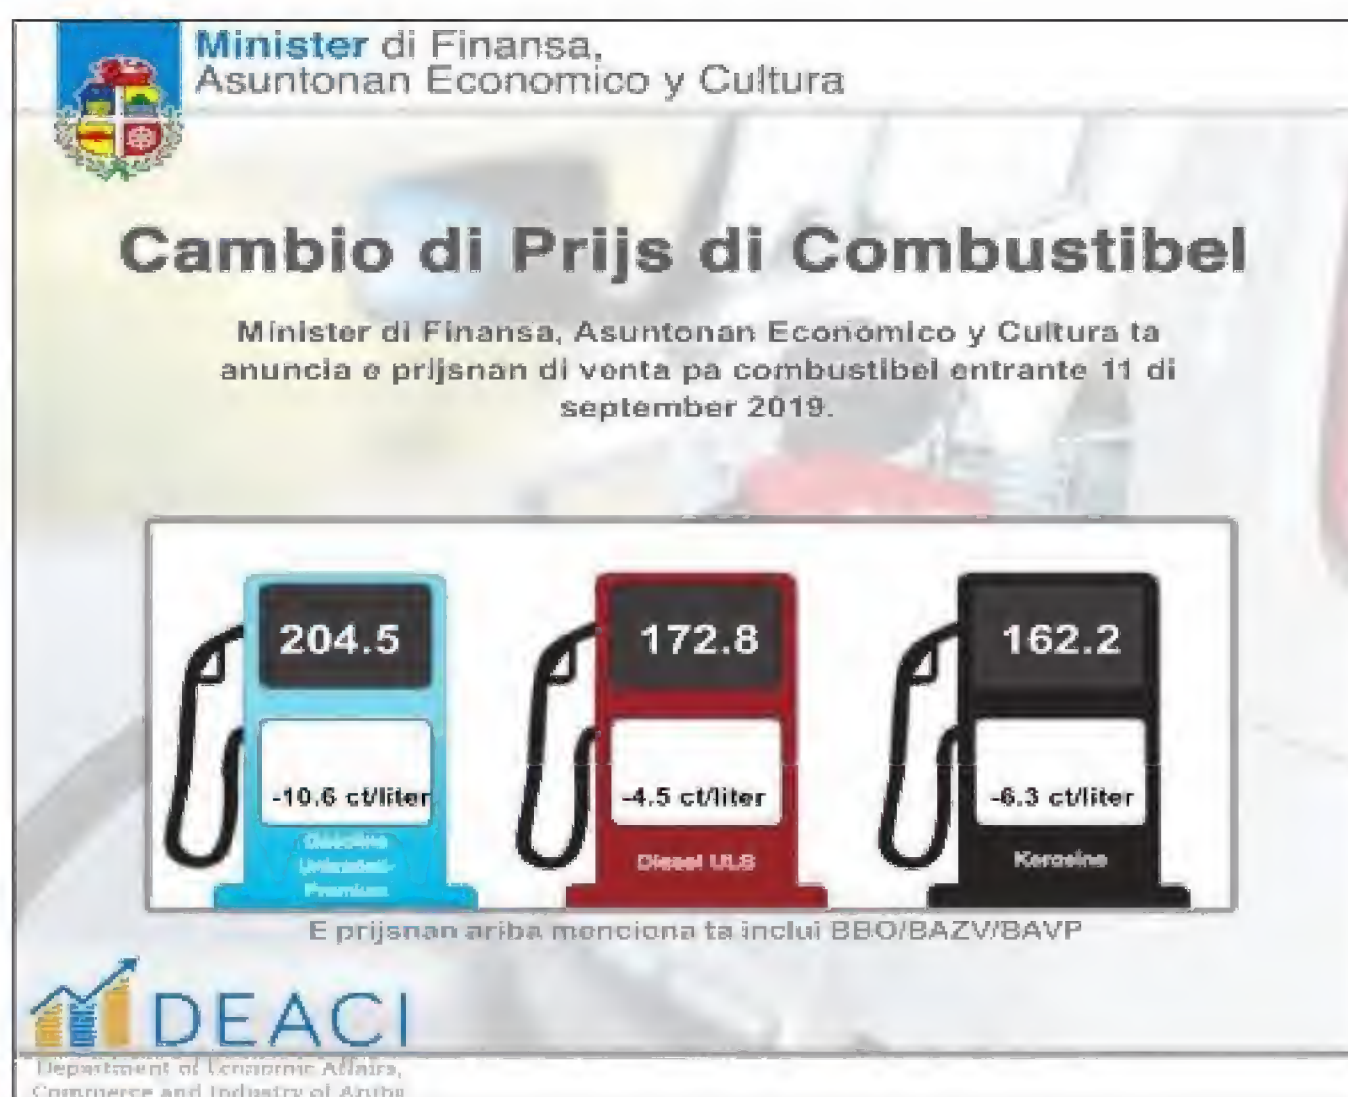 Minister di Finansa,
Asuntonan Economico y Cultura
Cambio di Prijs di Combustibel
Minister di Finansa, Asuntonan Economico y Cultura ta
anuncia e prijsnan di venta pa combustibel entrante 11 di
september 2019.
204.5
-10.6 ct/liter
Premium
172.8
-4.5 ct/liter
Diesel ULS
162.2
-6.3 ct/liter
Kerosine
E prijsnan ariba menciona ta inclui BBO/BAZV/BAVP
DEACI
Department of Economic Affairs,
Commerce and Industry of Aruba